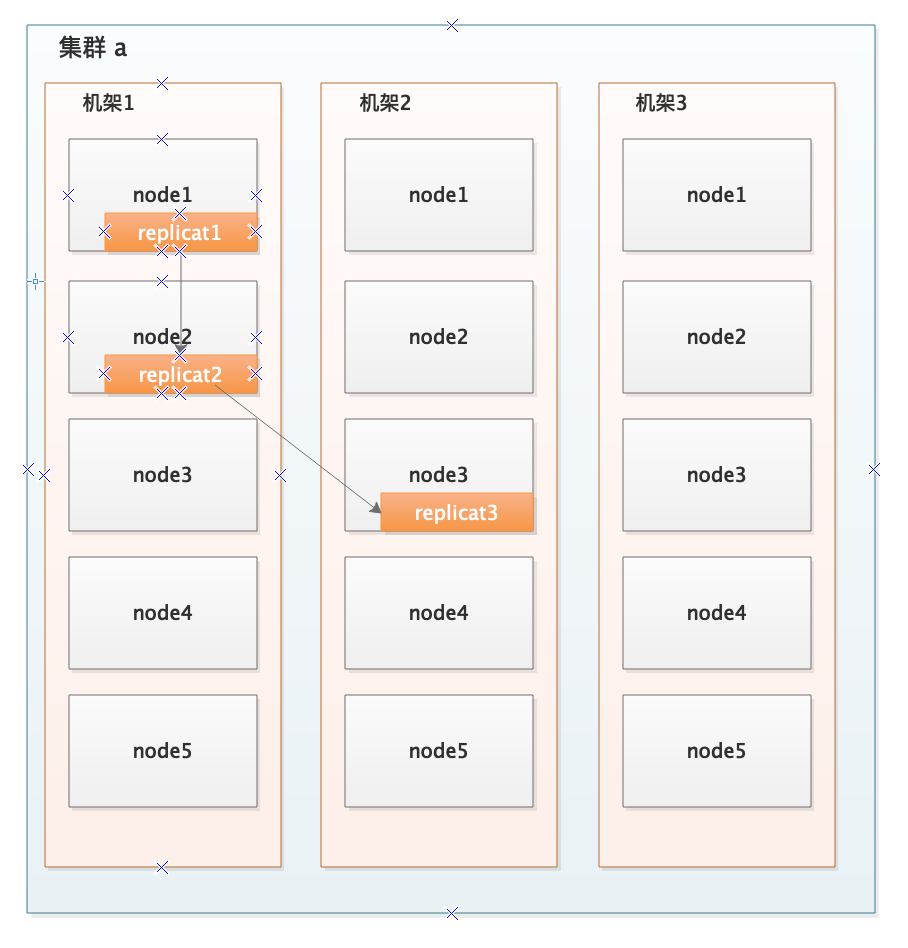 集群 a
机架1
node1
replicat1
node2
replicat2
node3
node4
node5
机架2
node1
node2
node3
replicat3
node4
node5
机架3
node1
node2
node3
node4
node5